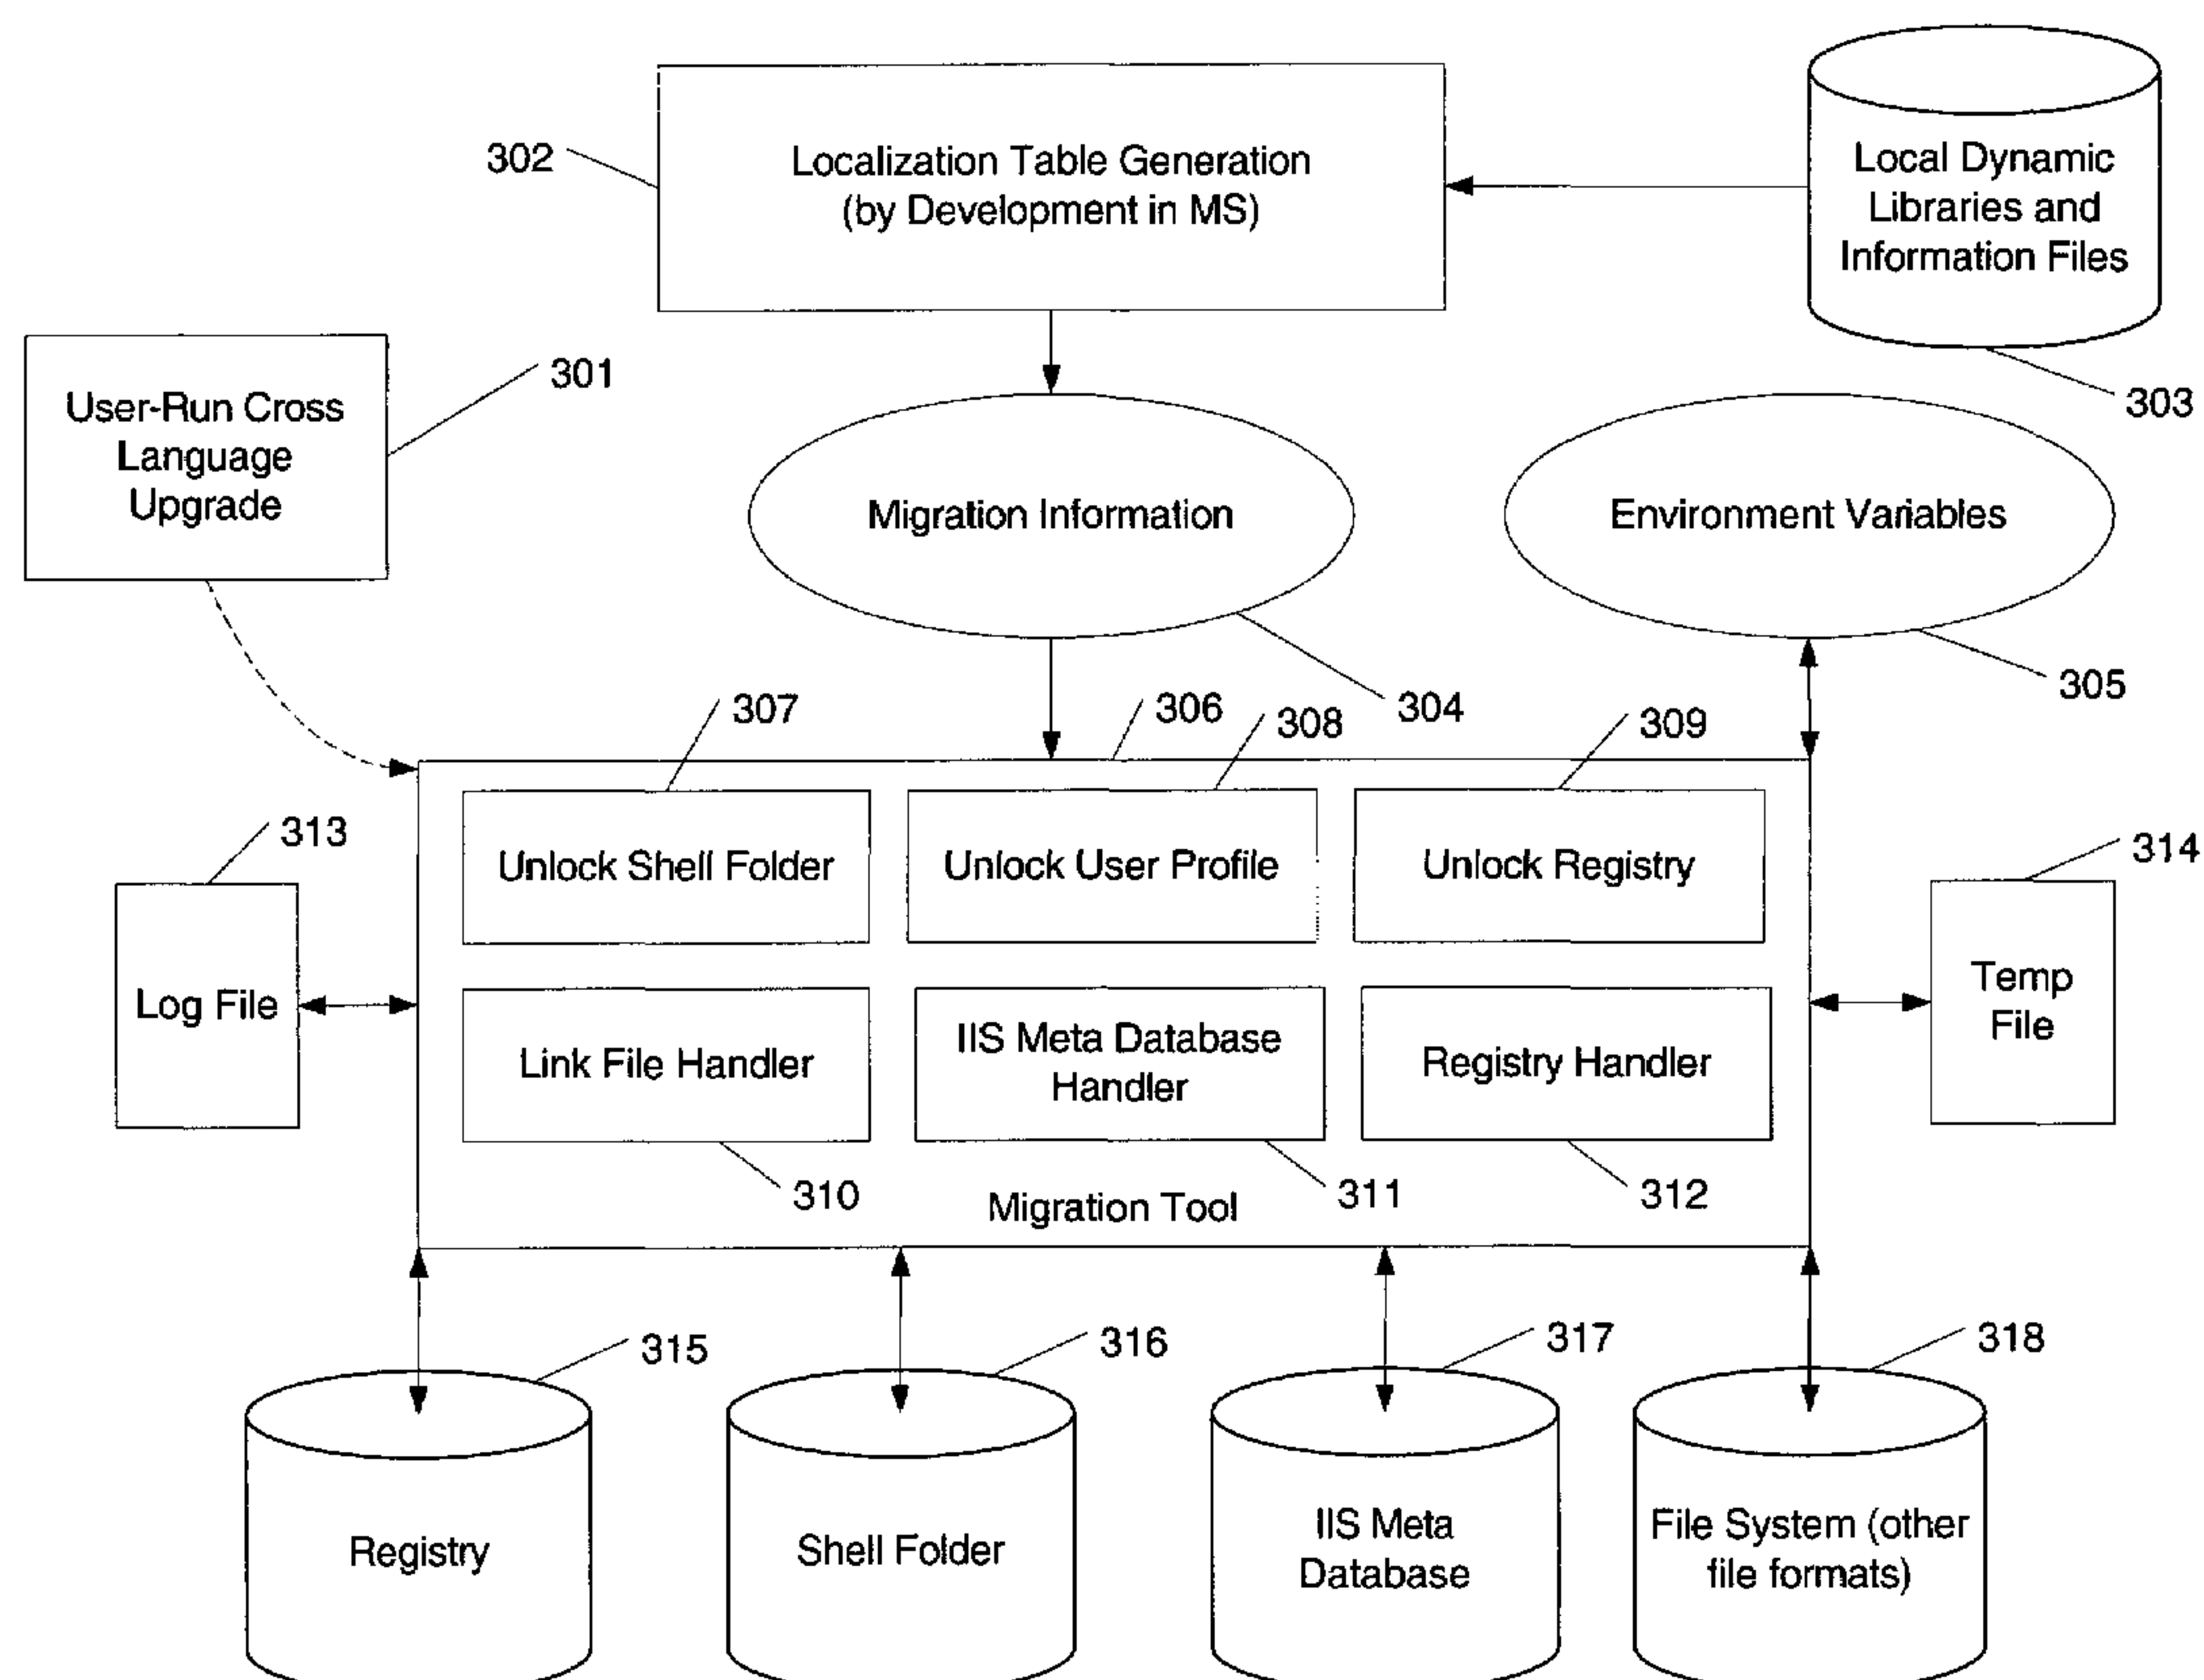 302
Localization Table Generation
(by Development in MS)
Local Dynamic
Libraries and
Information Files
303
User-Run Cross
Language
Upgrade
301
Migration Information
304
Environment Variables
305
307
306
308
309
Unlock Shell Folder
Unlock User Profile
Unlock Registry
313
Log File
314
Temp
File
Link File Handler
IIS Meta Database
Handler
Registry Handler
310
311
312
Migration Tool
315
316
317
318
Registry
Shell Folder
IIS Meta
Database
File System (other
file formats)